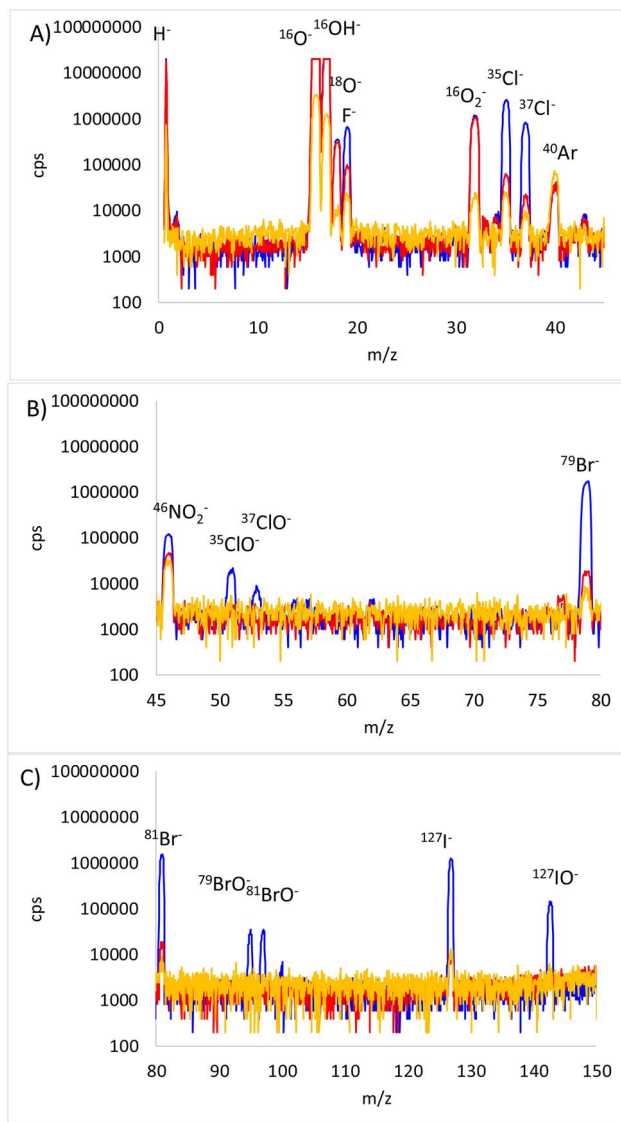 A)
H⁻
¹⁶O⁻ ¹⁶OH⁻
¹⁸O⁻
F⁻
¹⁶O₂⁻
³⁵Cl⁻
³⁷Cl⁻
⁴⁰Ar
100000000
10000000
1000000
100000
10000
1000
100
cps
0 10 20 30 40
m/z
B)
⁴⁶NO₂⁻
³⁵ClO⁻
³⁷ClO⁻
⁷⁹Br⁻
100000000
10000000
1000000
100000
10000
1000
100
cps
45 50 55 60 65 70 75 80
m/z
C)
⁸¹Br⁻
⁷⁹BrO⁻
⁸¹BrO⁻
¹²⁷I⁻
¹²⁷IO⁻
100000000
10000000
1000000
100000
10000
1000
100
cps
80 90 100 110 120 130 140 150
m/z